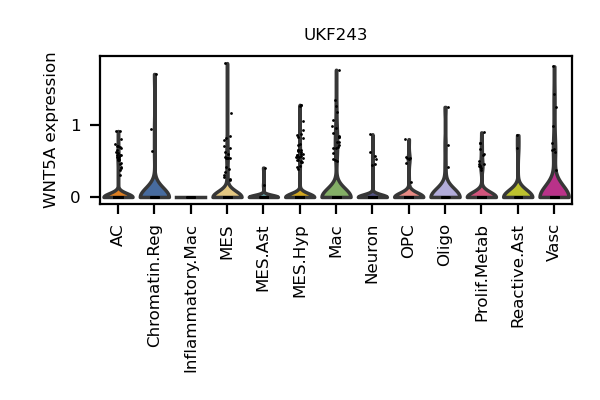 UKF243
WNT5A expression
1
0
AC
Chromatin.Reg
Inflammatory.Mac
MES
MES.Ast
MES.Hyp
Mac
Neuron
OPC
Oligo
Prolif.Metab
Reactive.Ast
Vasc